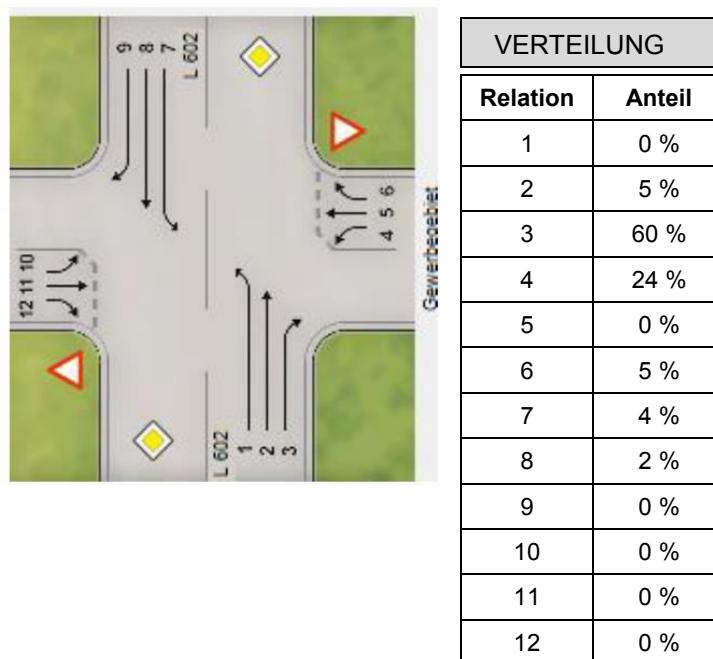 9 8 7
L 602
6
5
4
Gewerbegebiet
12 11 10
L 602
1 2 3
VERTEILUNG
Relation Anteil
1 0 %
2 5 %
3 60 %
4 24 %
5 0 %
6 5 %
7 4 %
8 2 %
9 0 %
10 0 %
11 0 %
12 0 %